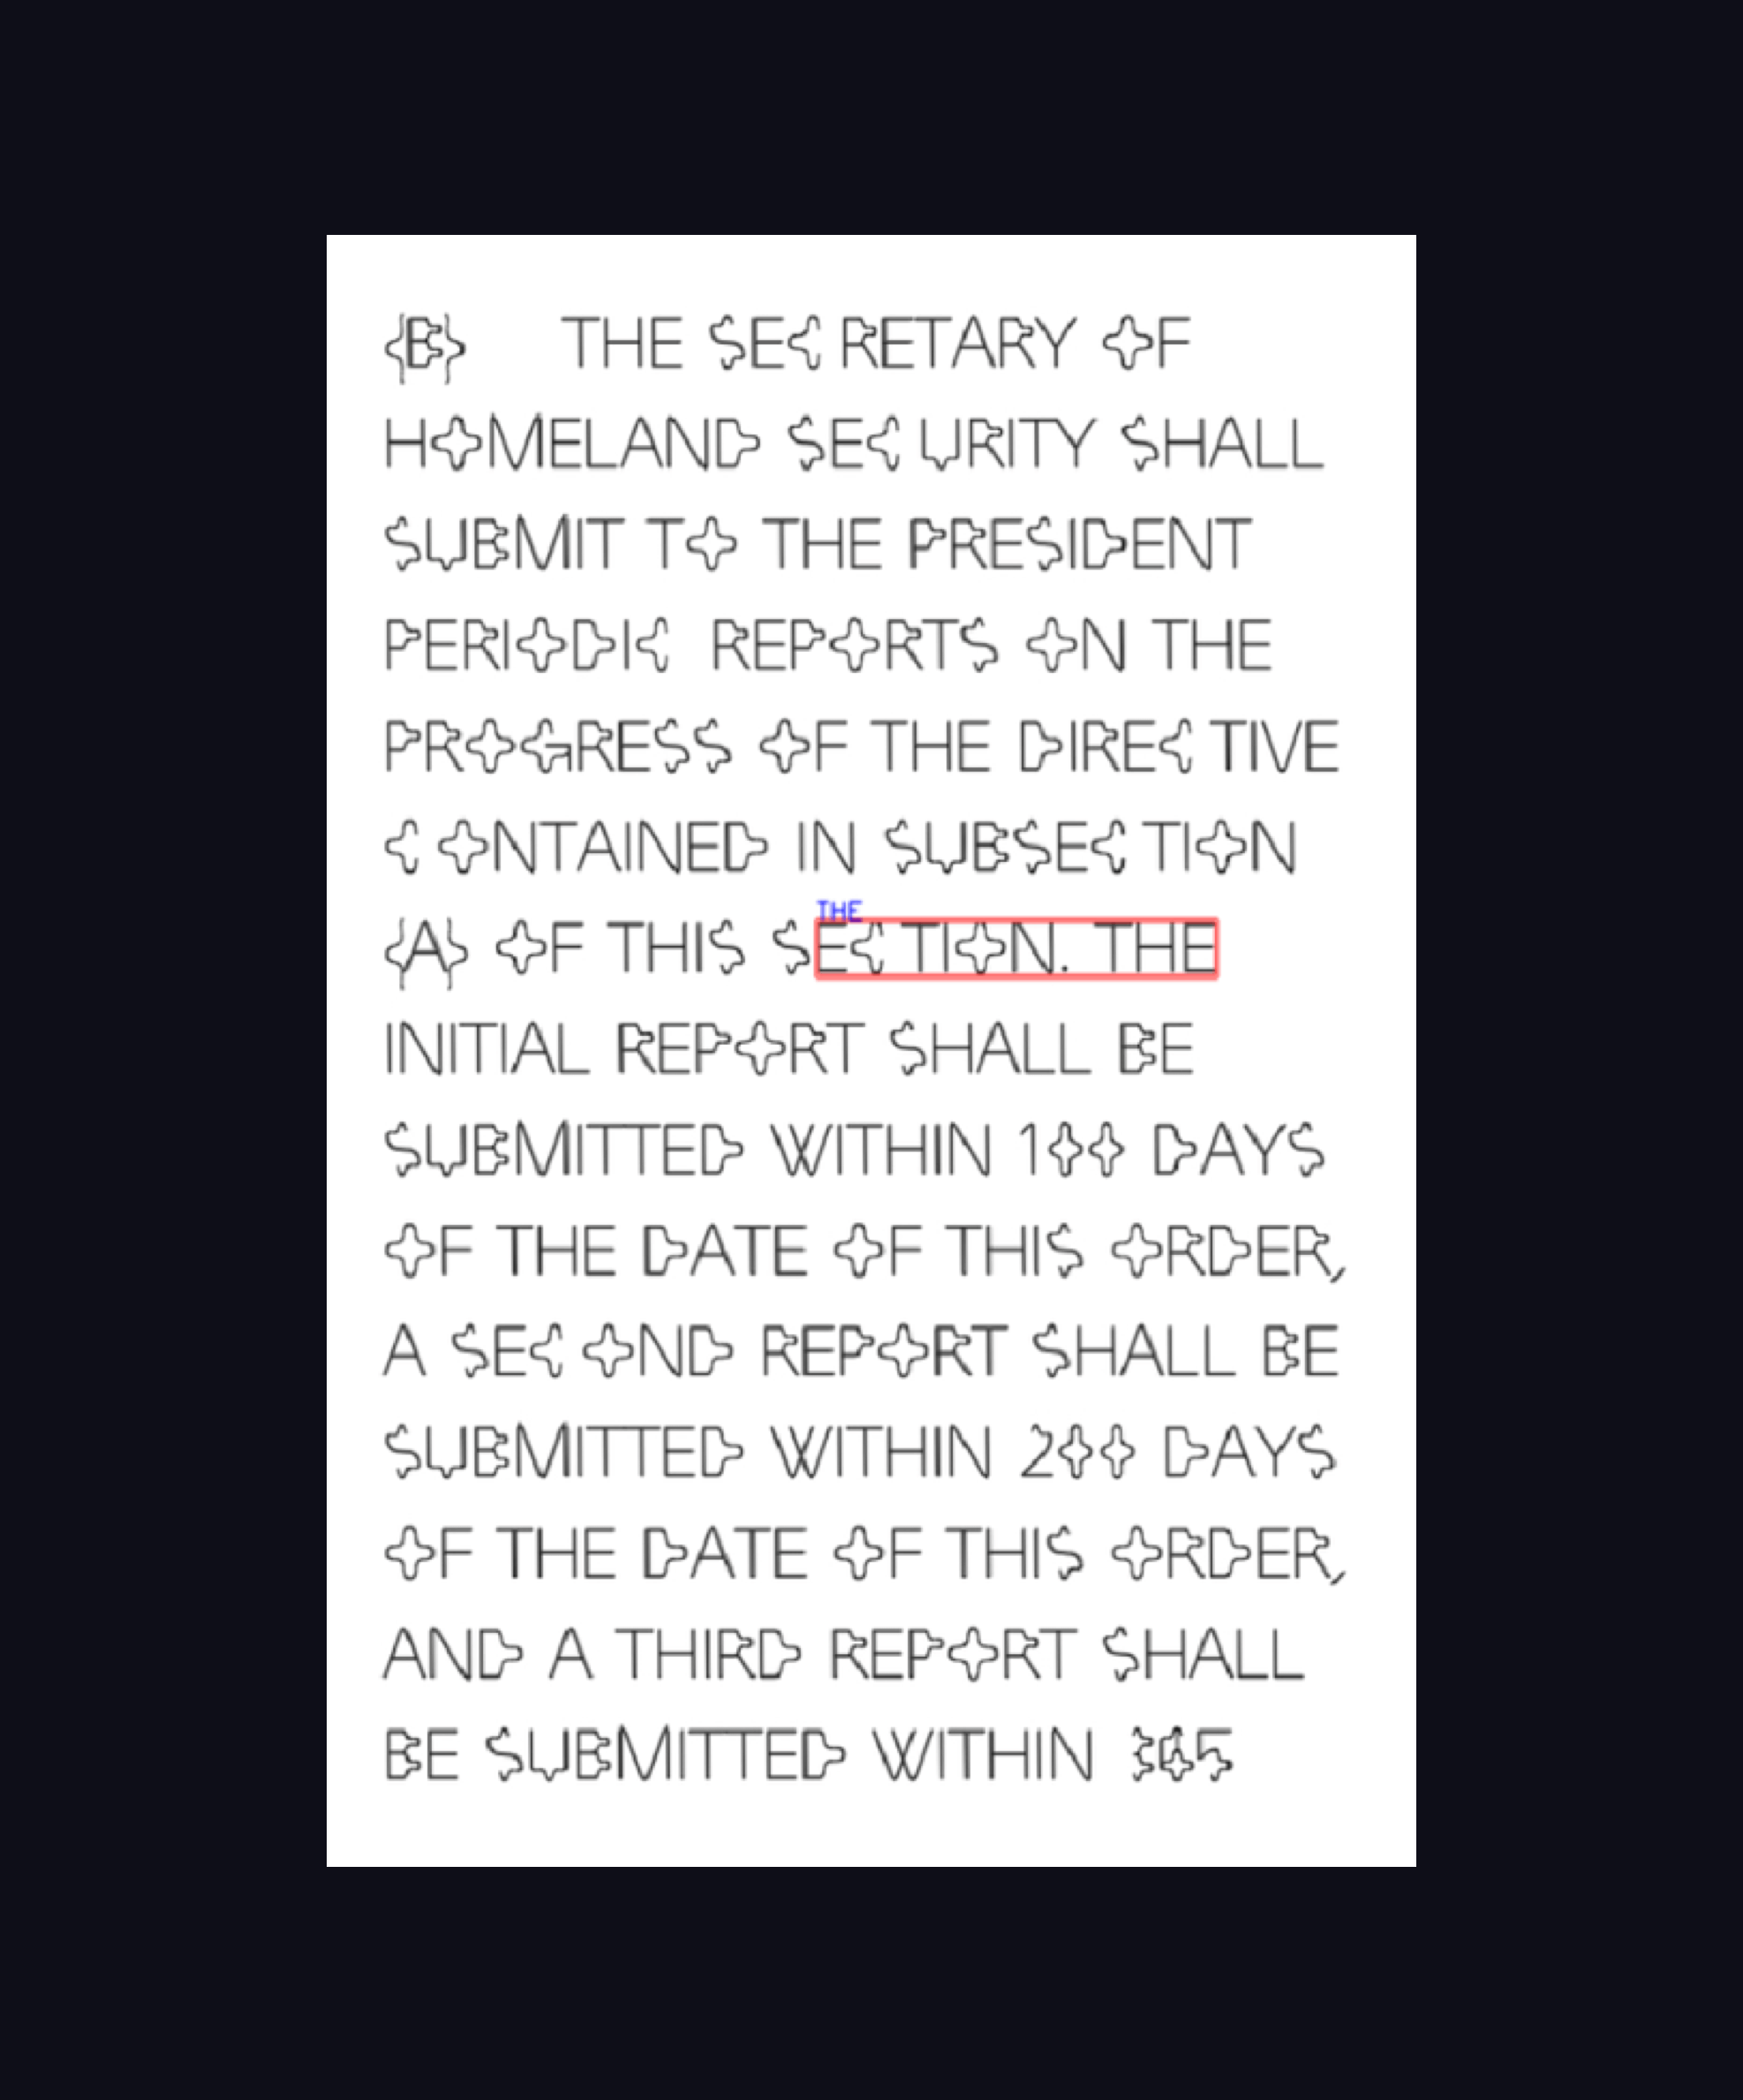 (B) THE SECRETARY OF
HOMELAND SECURITY SHALL
SUBMIT TO THE PRESIDENT
PERIODIC REPORTS ON THE
PROGRESS OF THE DIRECTIVE
CONTAINED IN SUBSECTION
THE
(A) OF THIS SECTION. THE
INITIAL REPORT SHALL BE
SUBMITTED WITHIN 100 DAYS
OF THE DATE OF THIS ORDER,
A SECOND REPORT SHALL BE
SUBMITTED WITHIN 200 DAYS
OF THE DATE OF THIS ORDER,
AND A THIRD REPORT SHALL
BE SUBMITTED WITHIN 365